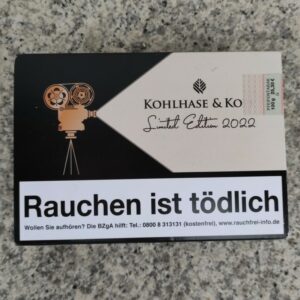 KOHLHASE & KO
Limited Edition 2022
100 g
Rauchen ist tödlich
Wollen Sie aufhören? Die BZgA hilft: Tel.: 0800 8 313131 (kostenfrei), www.rauchfrei-info.de